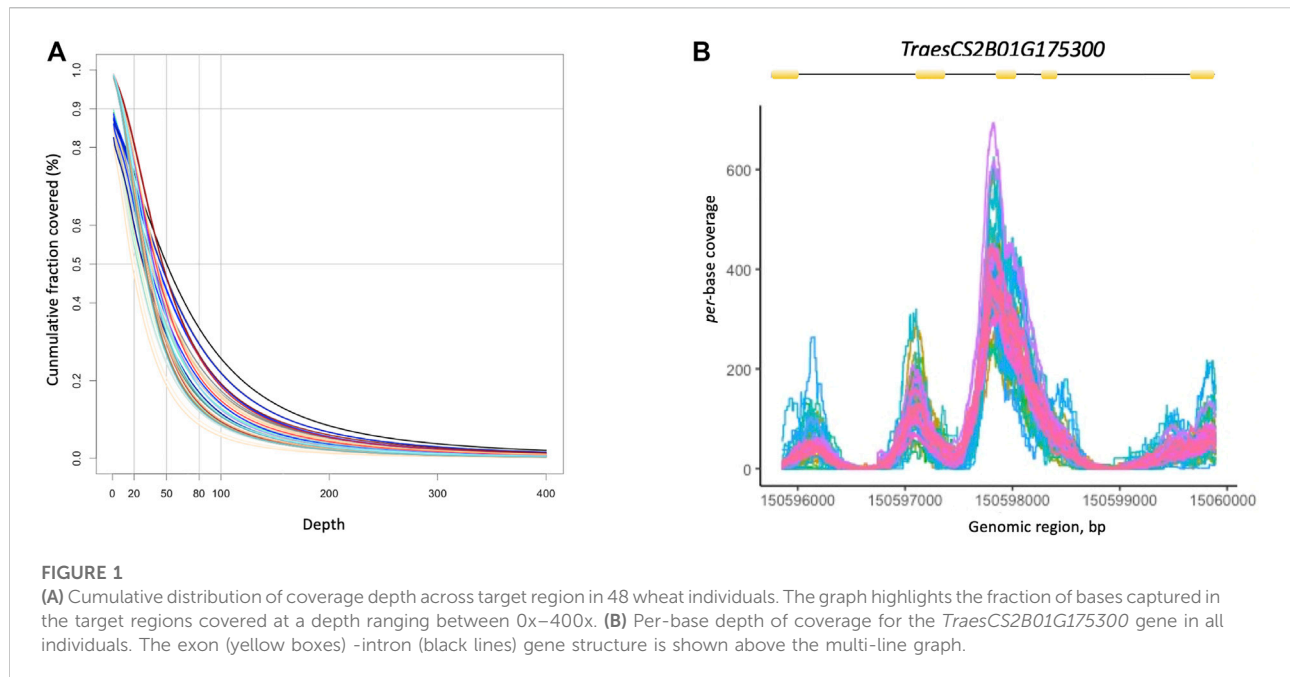 A
Cummulative fraction covered (%)
1.0
0.9
0.8
0.6
0.5
0.4
0.2
0.0
0 20 50 80 100 200 300 400
Depth
B
TraesCS2B01G175300
per-base coverage
600
400
200
0
150596000 150597000 150598000 150599000 15060000
Genomic region, bp
FIGURE 1
(A) Cumulative distribution of coverage depth across target region in 48 wheat individuals. The graph highlights the fraction of bases captured in
the target regions covered at a depth ranging between 0x–400x. (B) Per-base depth of coverage for the TraesCS2B01G175300 gene in all
individuals. The exon (yellow boxes) -intron (black lines) gene structure is shown above the multi-line graph.